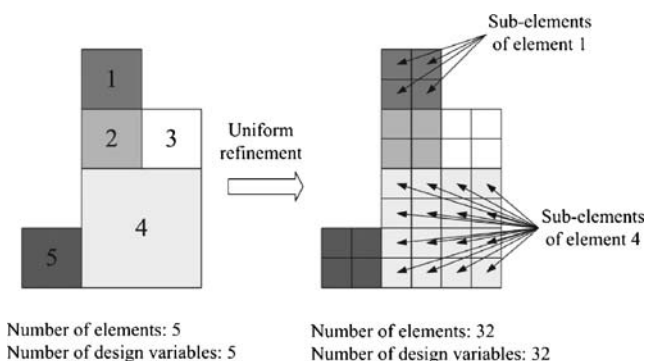 Sub-elements
of element 1
1
2
3
Uniform
refinement
4
Sub-elements
of element 4
5
Number of elements: 5
Number of design variables: 5
Number of elements: 32
Number of design variables: 32